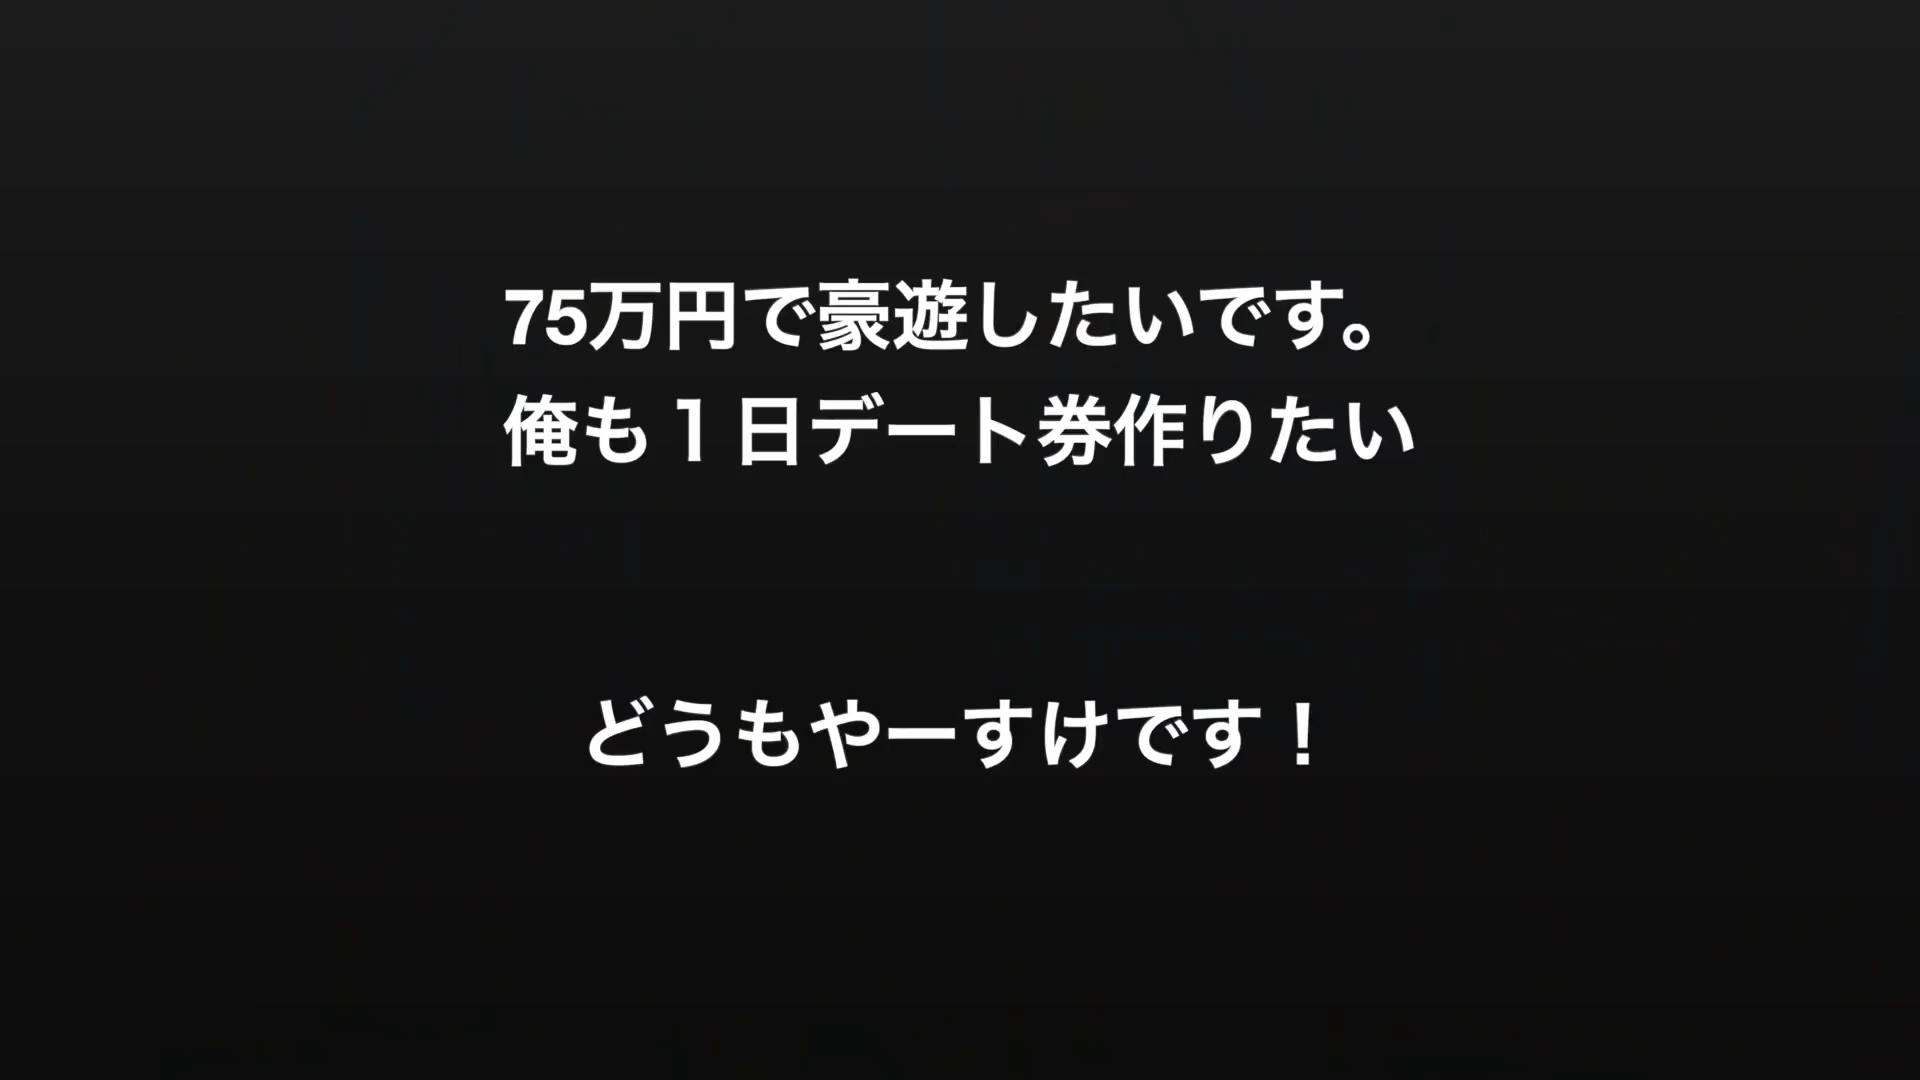 75万円で豪遊したいです。
俺も１日デート券作りたい
どうもやーすけです！